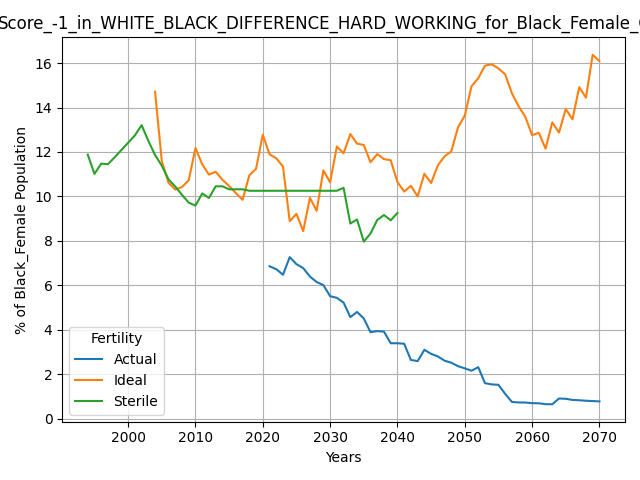 Score_-1_in_WHITE_BLACK_DIFFERENCE_HARD_WORKING_for_Black_Female_
16
14
12
10
8
6
4
2
0
% of Black_Female Population
Fertility
Actual
Ideal
Sterile
2000 2010 2020 2030 2040 2050 2060 2070
Years